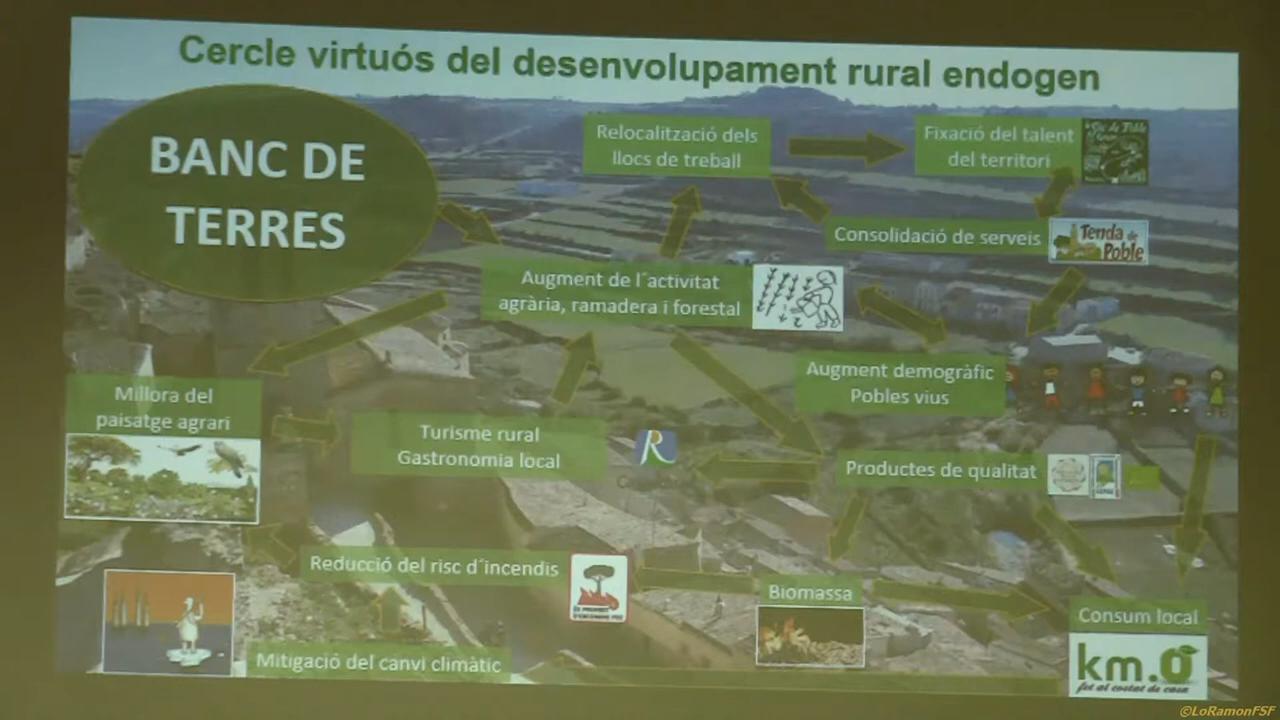 Cercle virtuós del desenvolupament rural endogen
BANC DE
TERRES
Relocalització dels
llocs de treball
Fixació del talent
del territori
Consolidació de serveis
Tenda de
Poble
Augment de l´activitat
agrària, ramadera i forestal
Augment demogràfic
Pobles vius
Millora del
paisatge agrari
Turisme rural
Gastronomia local
R
Productes de qualitat
Reducció del risc d´incendis
Biomassa
Consum local
km.0
fet al costat de casa
Mitigació del canvi climàtic
©LoRamonFSF